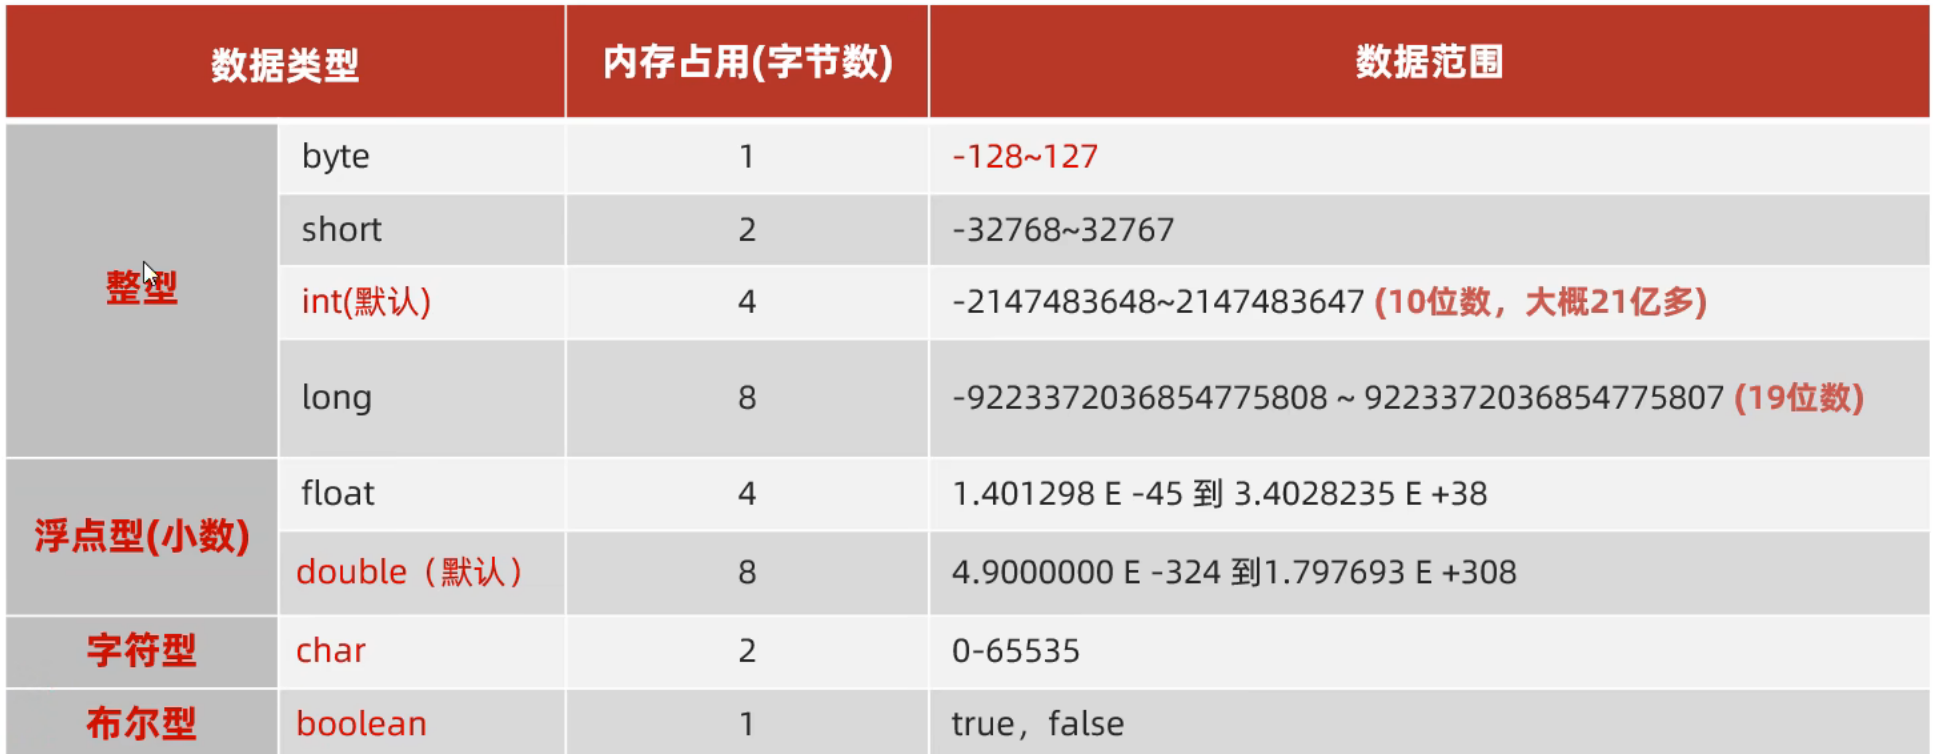 数据类型 内存占用(字节数) 数据范围
整型 byte 1 -128~127
short 2 -32768~32767
int(默认) 4 -2147483648~2147483647 (10位数，大概21亿多)
long 8 -9223372036854775808 ~ 9223372036854775807 (19位数)
浮点型(小数) float 4 1.401298 E -45 到 3.4028235 E +38
double（默认） 8 4.9000000 E -324 到1.797693 E +308
字符型 char 2 0-65535
布尔型 boolean 1 true，false